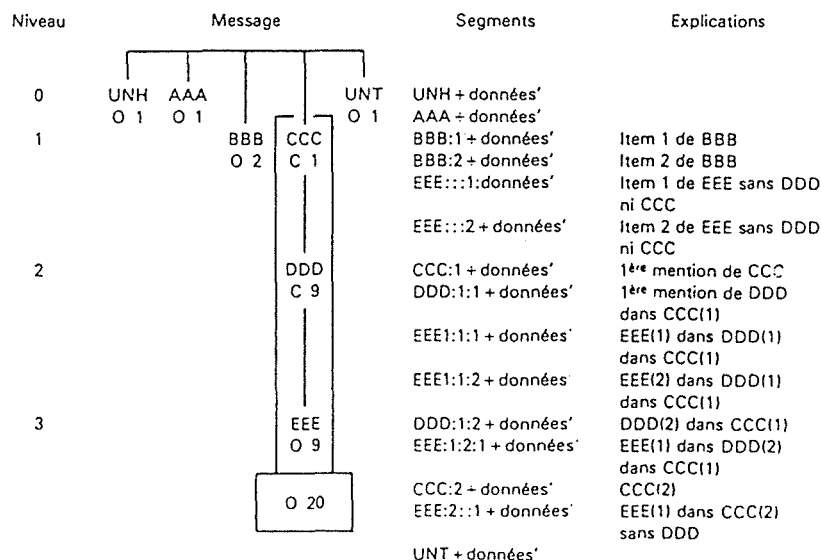 Niveau Message Segments Explications
0 UNH AAA UNT UNH + données'
O 1 O 1 O 1 AAA + données'
1 BBB CCC BBB:1 + données' Item 1 de BBB
O 2 C 1 BBB:2 + données' Item 2 de BBB
EEE:::1:données' Item 1 de EEE sans DDD
ni CCC
EEE:::2 + données' Item 2 de EEE sans DDD
ni CCC
2 DDD CCC:1 + données' 1ère mention de CCC
C 9 DDD:1:1 + données' 1ère mention de DDD
dans CCC(1)
EEE1:1:1 + données' EEE(1) dans DDD(1)
dans CCC(1)
EEE1:1:2 + données EEE(2) dans DDD(1)
dans CCC(1)
3 EEE DDD:1:2 + données' DDD(2) dans CCC(1)
O 9 EEE:1:2:1 + données' EEE(1) dans DDD(2)
dans CCC(1)
O 20 CCC:2 + données' CCC(2)
EEE:2::1 + données' EEE(1) dans CCC(2)
sans DDD
UNT + données'